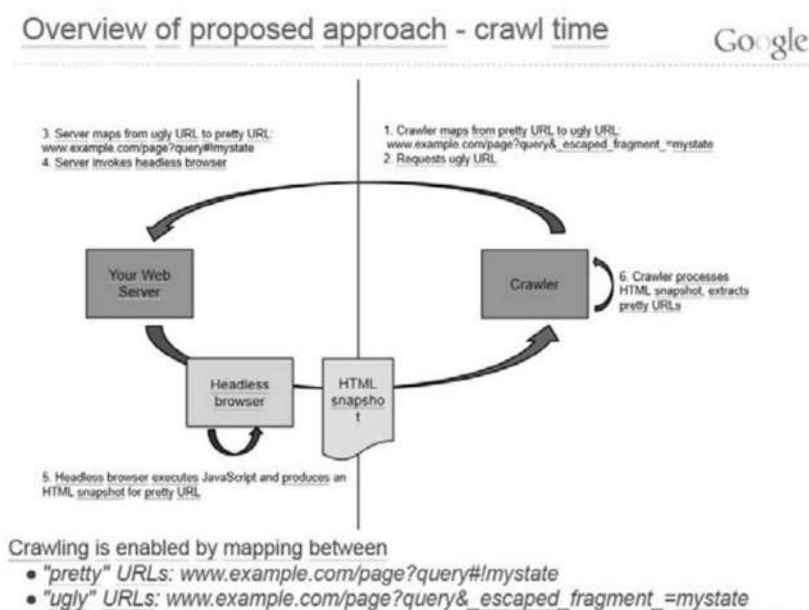 Overview of proposed approach - crawl time
Google
3. Server maps from ugly URL to pretty URL:
www.example.com/page?query#!mystate
4. Server invokes headless browser
1. Crawler maps from pretty URL to ugly URL:
www.example.com/page?query&_escaped_fragment_=mystate
2. Requests ugly URL
Your Web
Server
Crawler
6. Crawler processes
HTML snapshot, extracts
pretty URLs
Headless
browser
HTML
snapsho
t
5. Headless browser executes JavaScript and produces an
HTML snapshot for pretty URL
Crawling is enabled by mapping between
• "pretty" URLs: www.example.com/page?query#!mystate
• "ugly" URLs: www.example.com/page?query&_escaped_fragment_=mystate